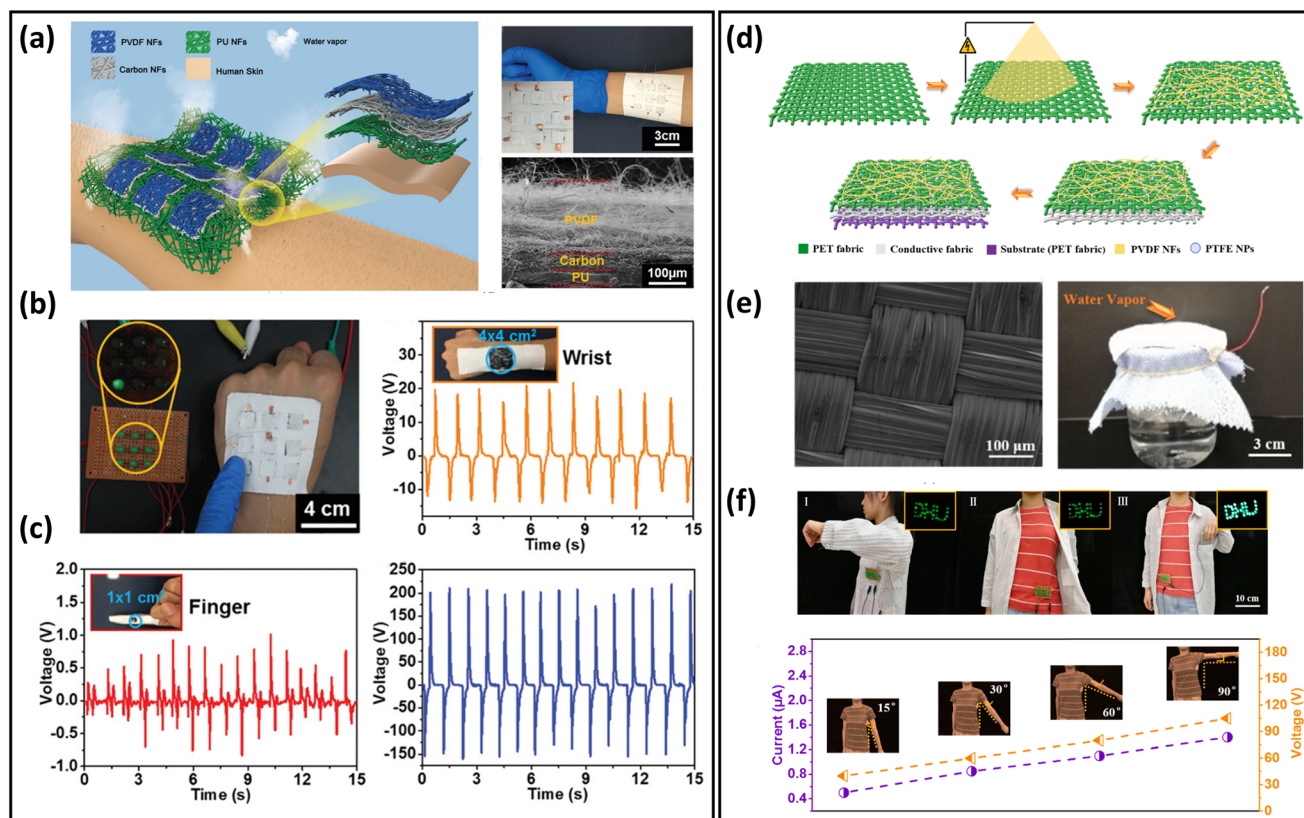 (a)
PVDF NFs
PU NFs
Water vapor
Carbon NFs
Human Skin
3cm
PVDF
Carbon
PU
100μm
(b)
4 cm
4x4 cm²
Wrist
Voltage (V)
30
20
10
0
-10
0 3 6 9 12 15
Time (s)
(c)
1x1 cm²
Finger
Voltage (V)
2.0
1.5
1.0
0.5
0.0
-0.5
-1.0
0 3 6 9 12 15
Time (s)
Voltage (V)
250
200
150
100
50
0
-50
-100
-150
0 3 6 9 12 15
Time (s)
(d)
PET fabric
Conductive fabric
Substrate (PET fabric)
PVDF NFs
PTFE NPs
(e)
100 μm
Water Vapor
3 cm
(f)
I
DHU
II
DHU
III
DHU
10 cm
Current (μA)
2.8
2.4
2.0
1.6
1.2
0.8
0.4
15°
30°
60°
90°
180
150
120
90
60
30
0
Voltage (V)